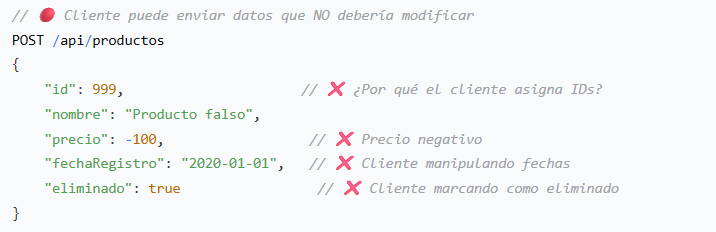 // 🔴 Cliente puede enviar datos que NO debería modificar
POST /api/productos
{
    "id": 999,                      // ❌ ¿Por qué el cliente asigna IDs?
    "nombre": "Producto falso",
    "precio": -100,                  // ❌ Precio negativo
    "fechaRegistro": "2020-01-01",   // ❌ Cliente manipulando fechas
    "eliminado": true                 // ❌ Cliente marcando como eliminado
}